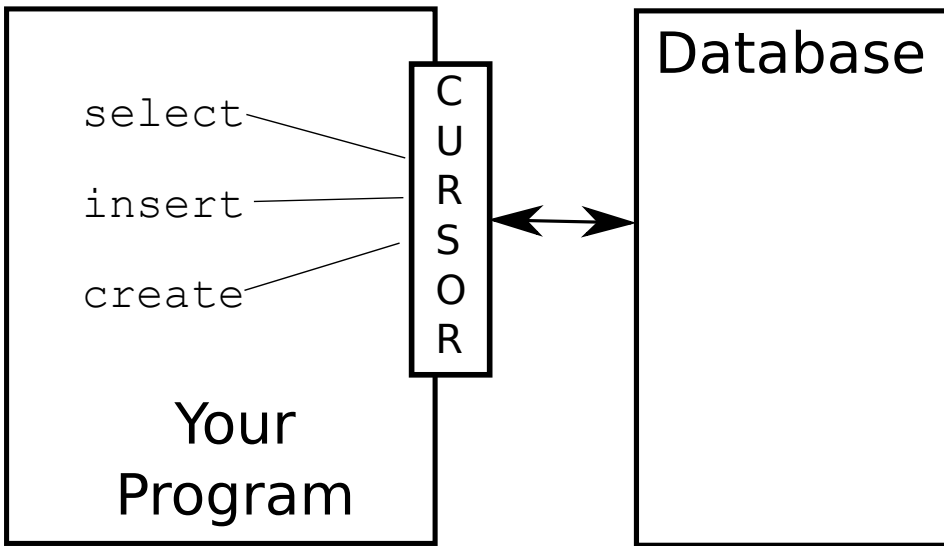 select
insert
create
Your
Program
C
U
R
S
O
R
Database